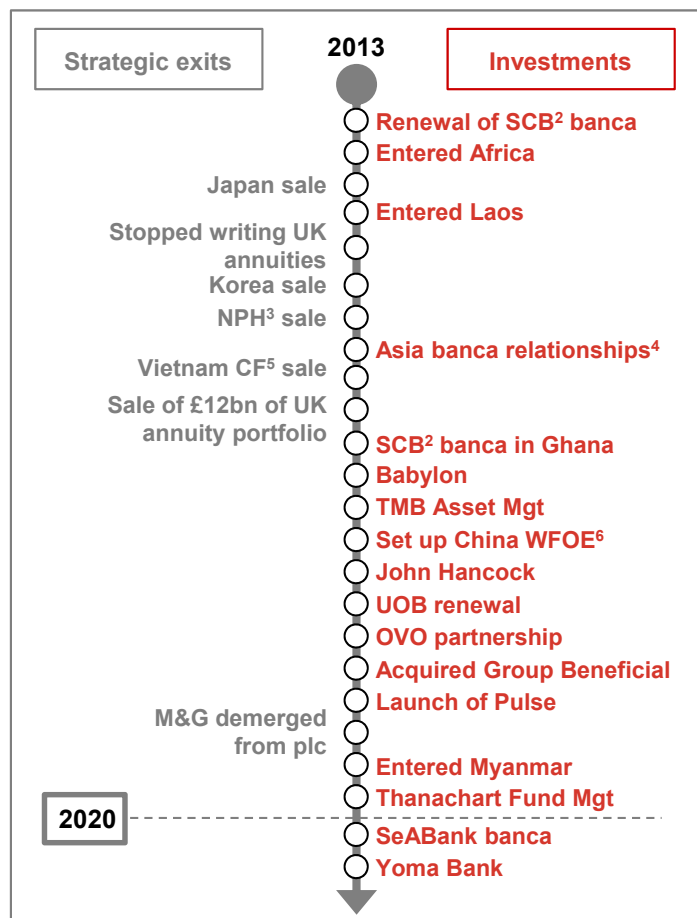 Strategic exits
2013
Investments
Renewal of SCB² banca
Entered Africa
Japan sale
Entered Laos
Stopped writing UK
annuities
Korea sale
NPH³ sale
Asia banca relationships⁴
Vietnam CF⁵ sale
Sale of £12bn of UK
annuity portfolio
SCB² banca in Ghana
Babylon
TMB Asset Mgt
Set up China WFOE⁶
John Hancock
UOB renewal
OVO partnership
Acquired Group Beneficial
Launch of Pulse
M&G demerged
from plc
Entered Myanmar
Thanachart Fund Mgt
2020
SeABank banca
Yoma Bank